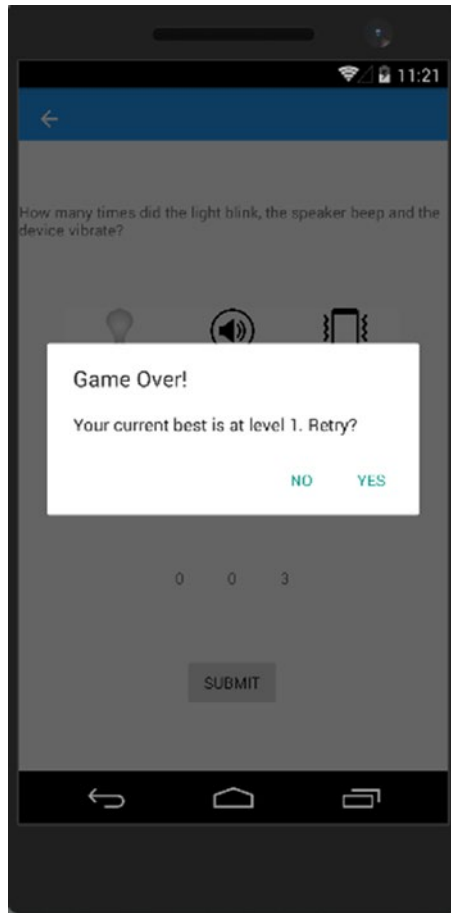 11:21
How many times did the light blink, the speaker beep and the
device vibrate?
Game Over!
Your current best is at level 1. Retry?
NO YES
0 0 3
SUBMIT